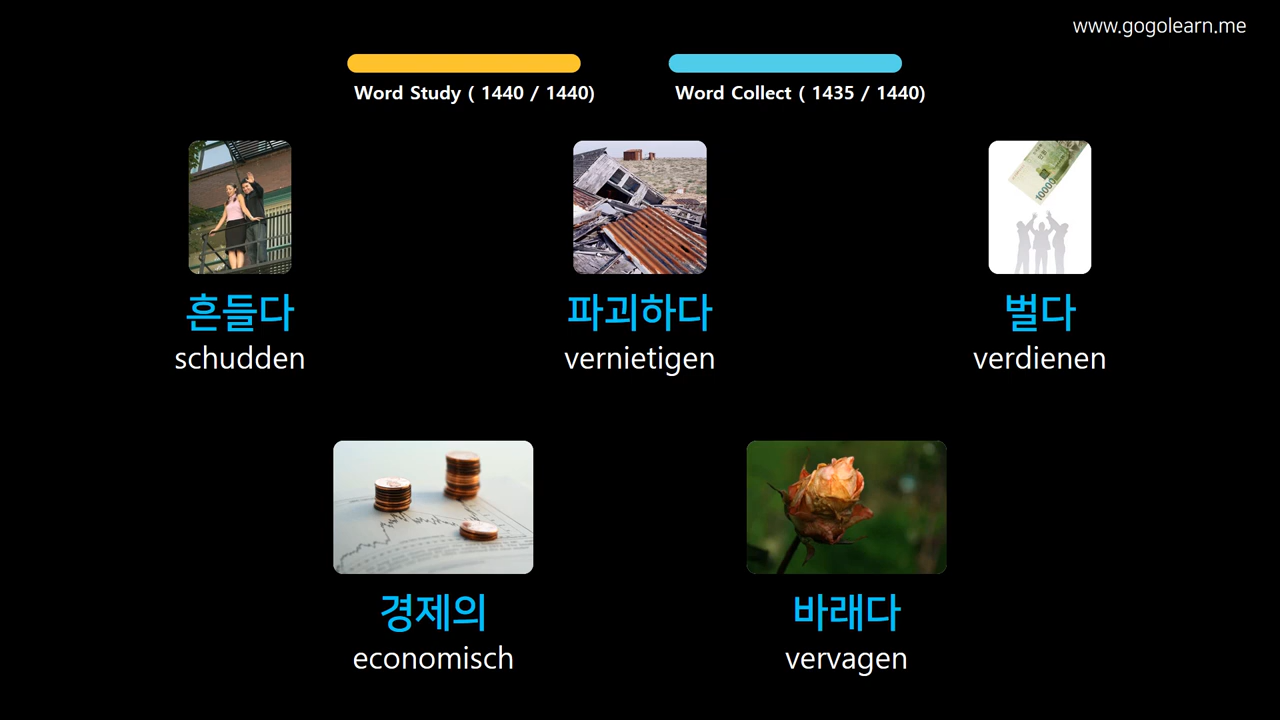 www.gogolearn.me
Word Study ( 1440 / 1440)
Word Collect ( 1435 / 1440)
10000
흔들다
schudden
파괴하다
vernietigen
벌다
verdienen
경제의
economisch
바래다
vervagen